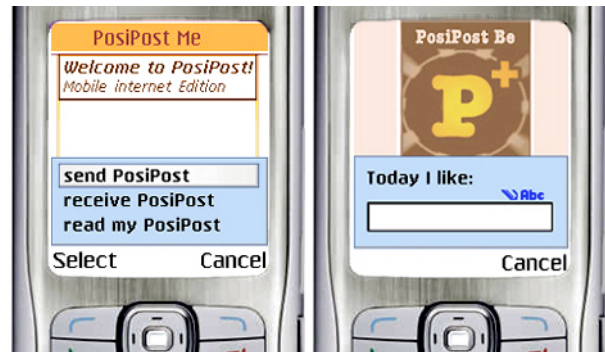 PosiPost Me
Welcome to PosiPost!
Mobile internet Edition
send PosiPost
receive PosiPost
read my PosiPost
Select Cancel
PosiPost Be
P+
Today I like:
Abc
Cancel